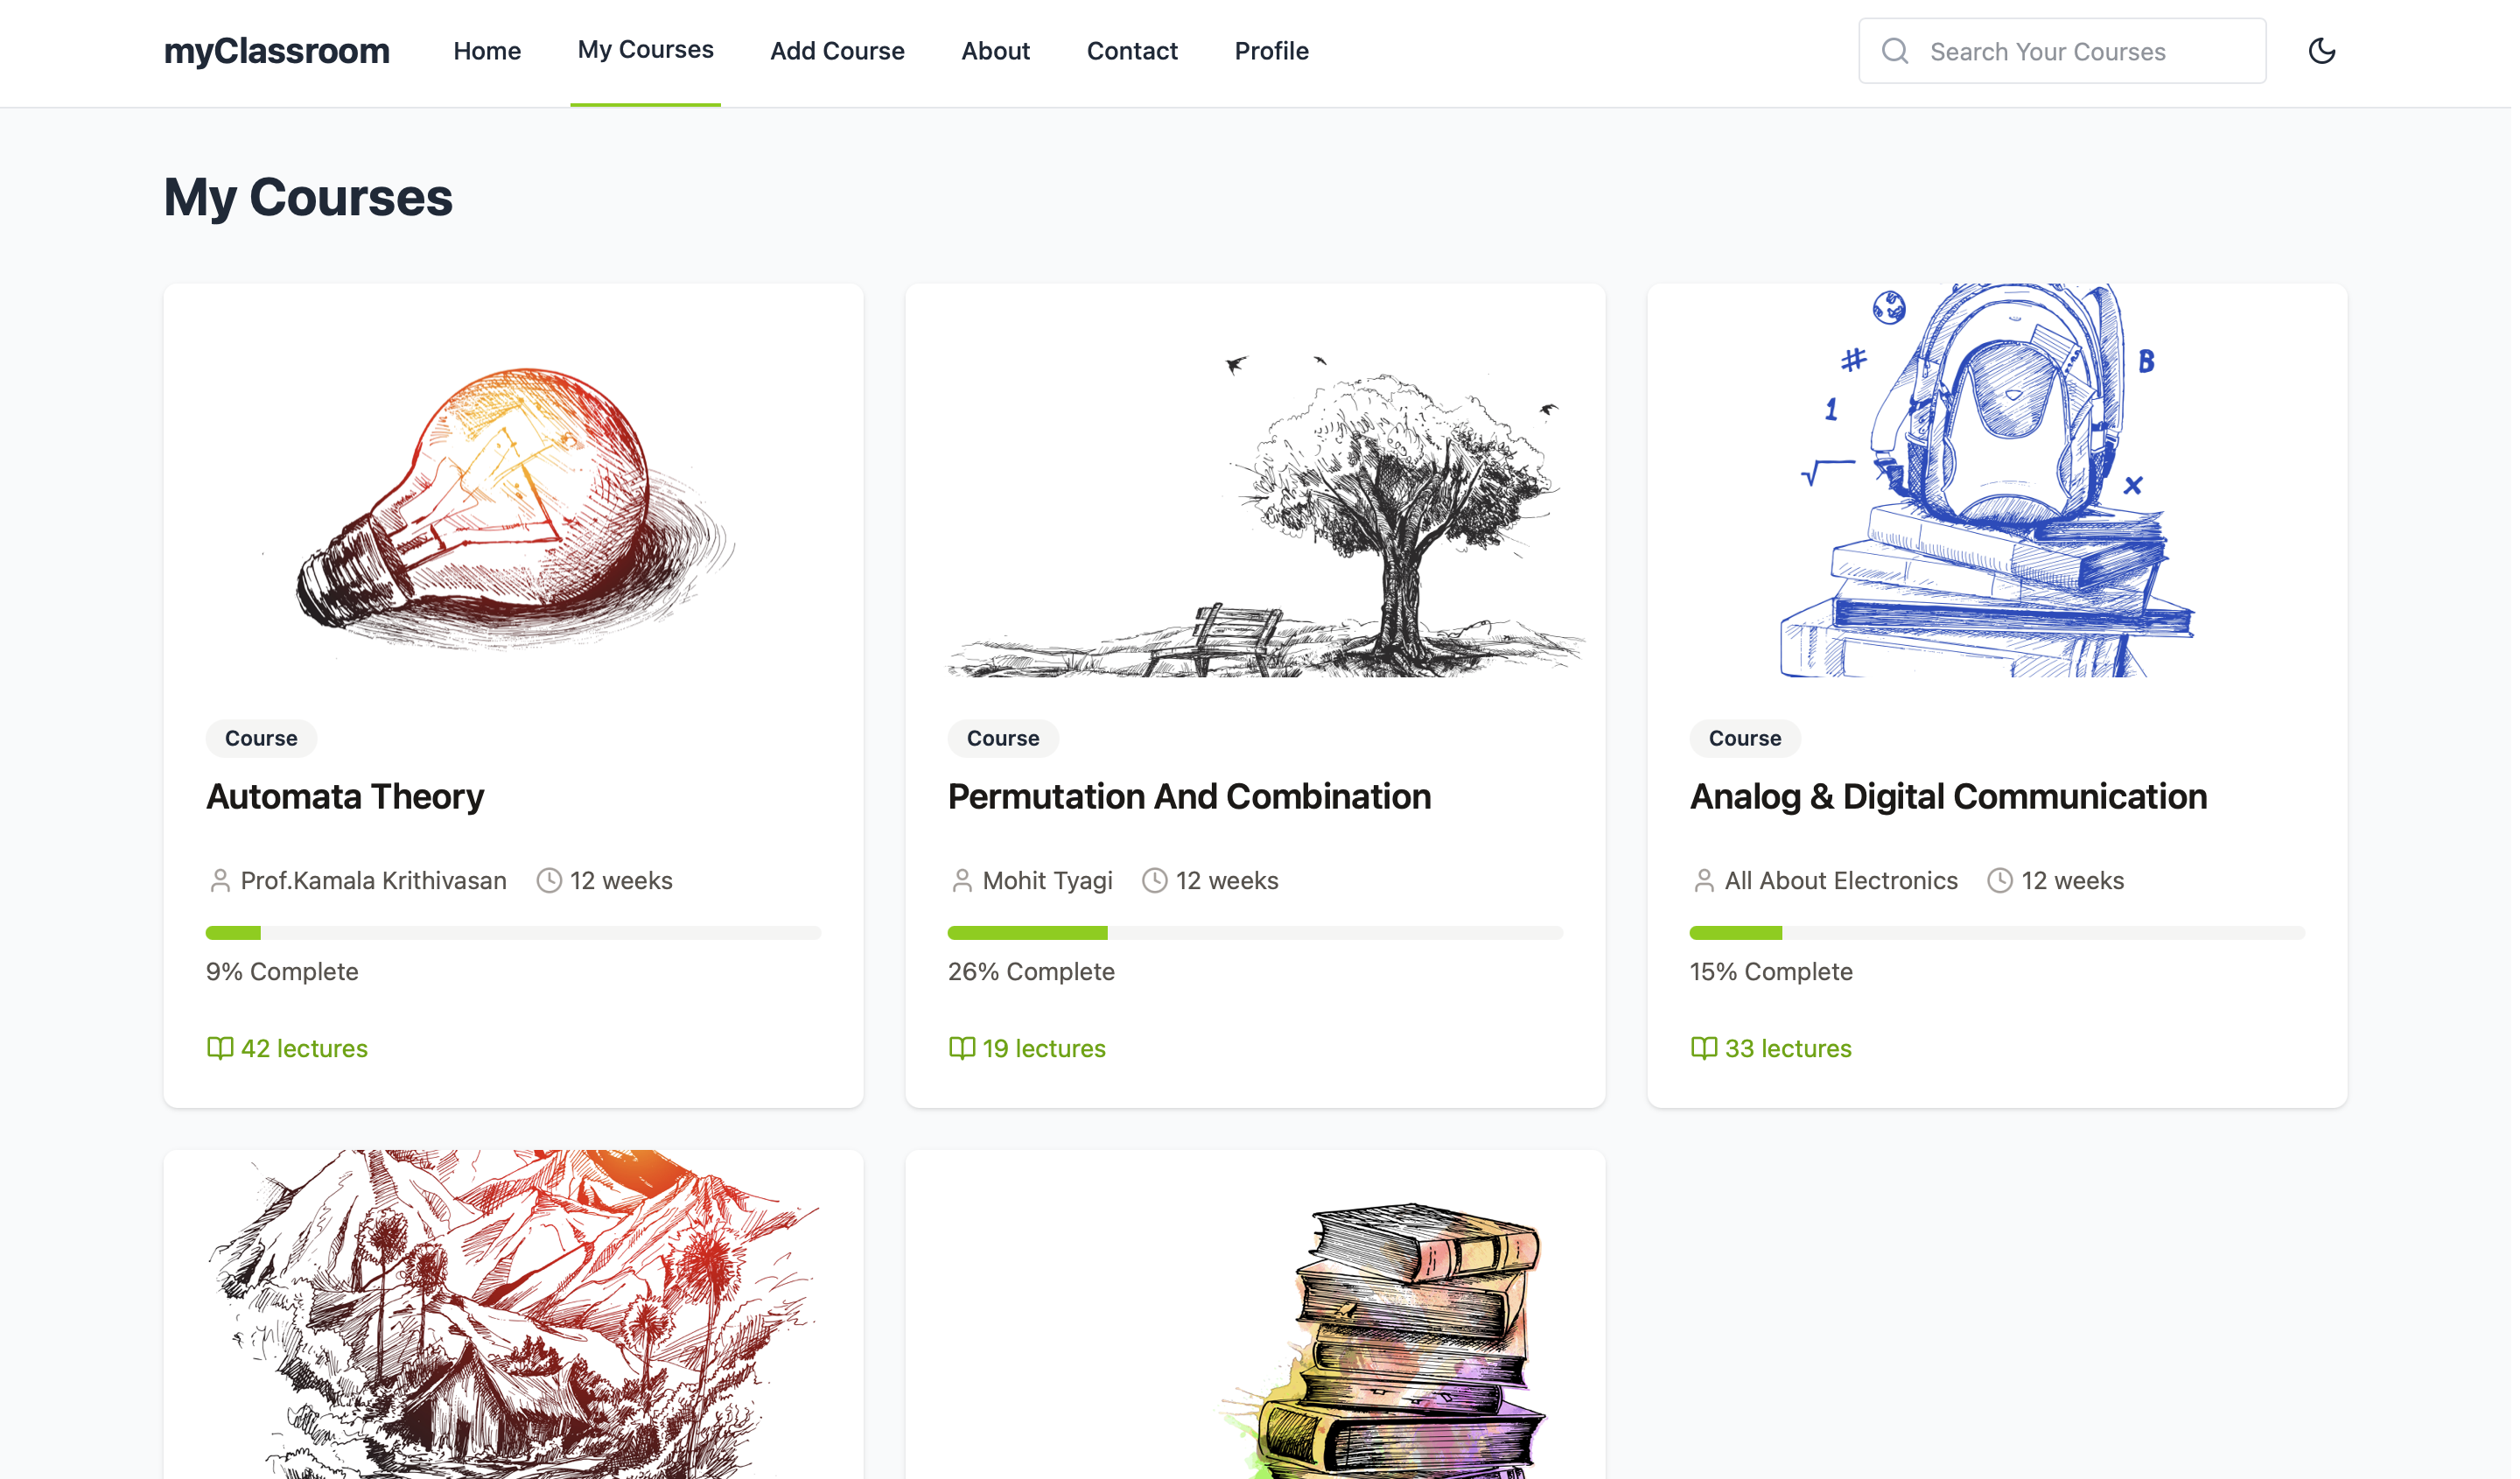 myClassroom Home My Courses Add Course About Contact Profile Search Your Courses
My Courses
# B
1
√ x
Course
Automata Theory
Prof.Kamala Krithivasan 12 weeks
9% Complete
42 lectures
Course
Permutation And Combination
Mohit Tyagi 12 weeks
26% Complete
19 lectures
Course
Analog & Digital Communication
All About Electronics 12 weeks
15% Complete
33 lectures